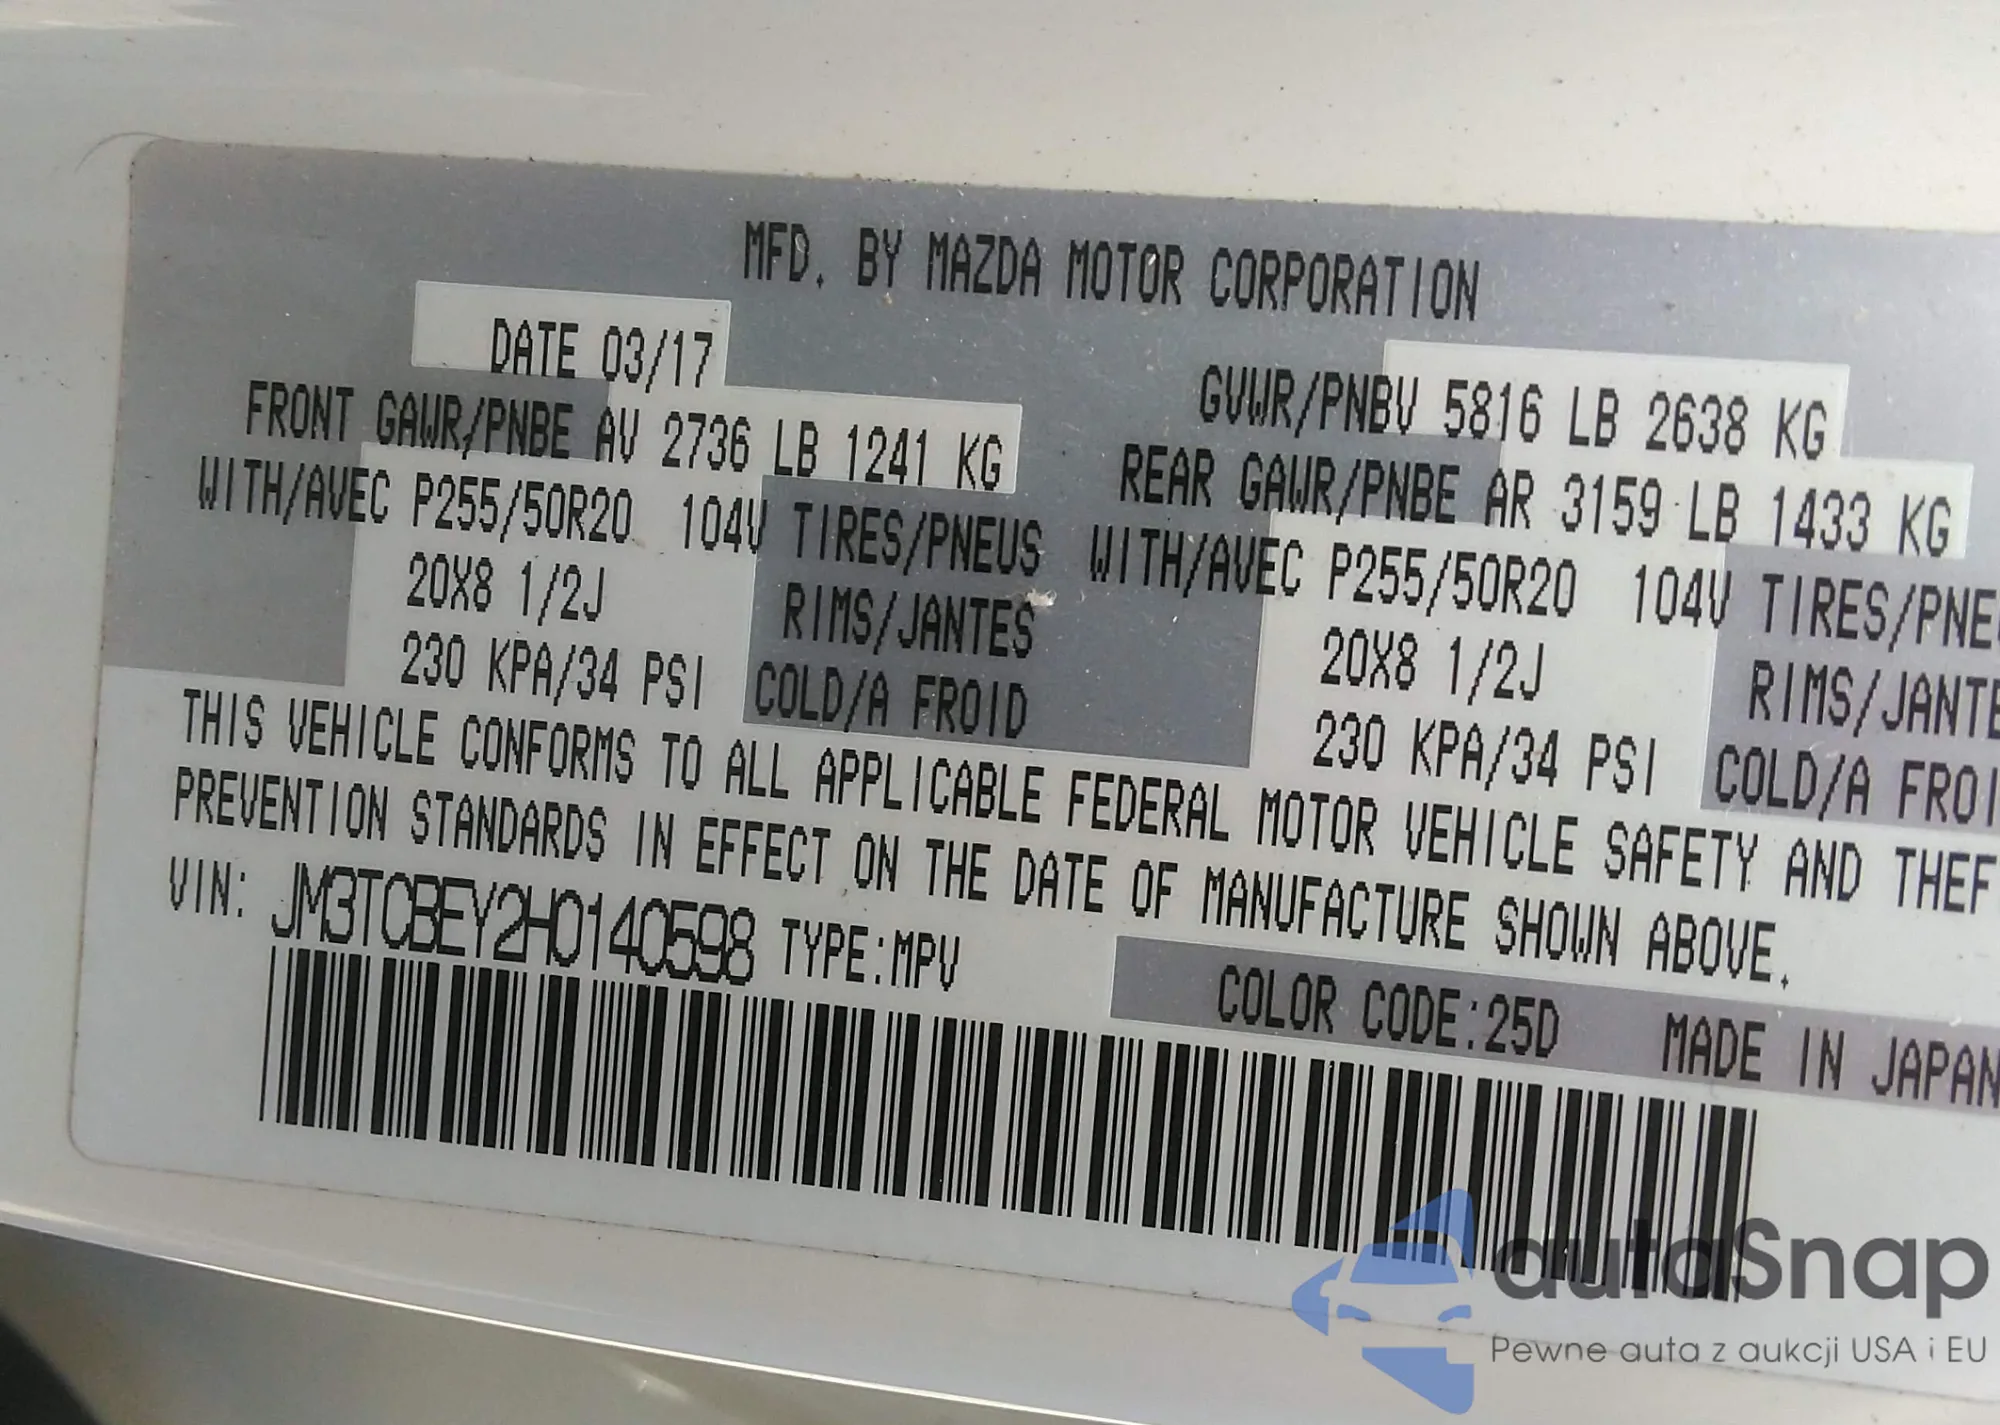 MFD. BY MAZDA MOTOR CORPORATION
DATE 03/17
GVWR/PNBV 5816 LB 2638 KG
FRONT GAWR/PNBE AV 2736 LB 1241 KG
REAR GAWR/PNBE AR 3159 LB 1433 KG
WITH/AVEC P255/50R20 104V TIRES/PNEUS
WITH/AVEC P255/50R20 104V TIRES/PNE
20X8 1/2J RIMS/JANTES
20X8 1/2J RIMS/JANTE
230 KPA/34 PSI COLD/A FROID
230 KPA/34 PSI COLD/A FROI
THIS VEHICLE CONFORMS TO ALL APPLICABLE FEDERAL MOTOR VEHICLE SAFETY AND THEF
PREVENTION STANDARDS IN EFFECT ON THE DATE OF MANUFACTURE SHOWN ABOVE.
VIN: JM3TCBEY2H0140598 TYPE:MPV
COLOR CODE:25D MADE IN JAPAN
autaSnap
Pewne auta z aukcji USA i EU